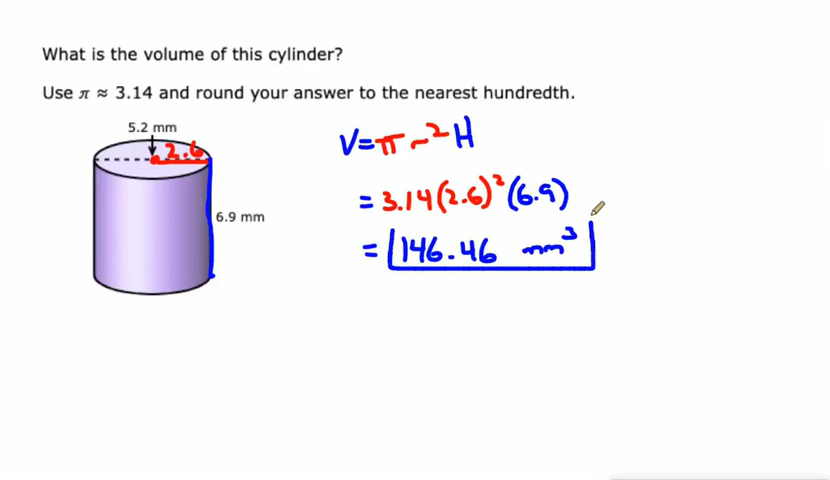 What is the volume of this cylinder?
Use π ≈ 3.14 and round your answer to the nearest hundredth.
5.2 mm
2.6
6.9 mm
V=πr²H
= 3.14(2.6)²(6.9)
= 146.46 mm³